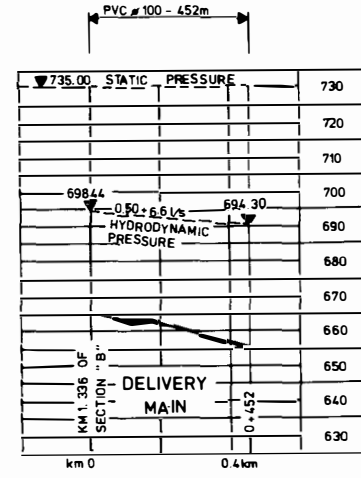 PVC ø 100 - 452m
735.00 STATIC PRESSURE
730
720
710
700
698.44
0.50+6.6 l/s
694.30
HYDRODYNAMIC
PRESSURE
690
680
670
660
650
KM 1.336 OF
SECTION "B"
DELIVERY
MAIN
0+452
640
630
km 0
0.4km